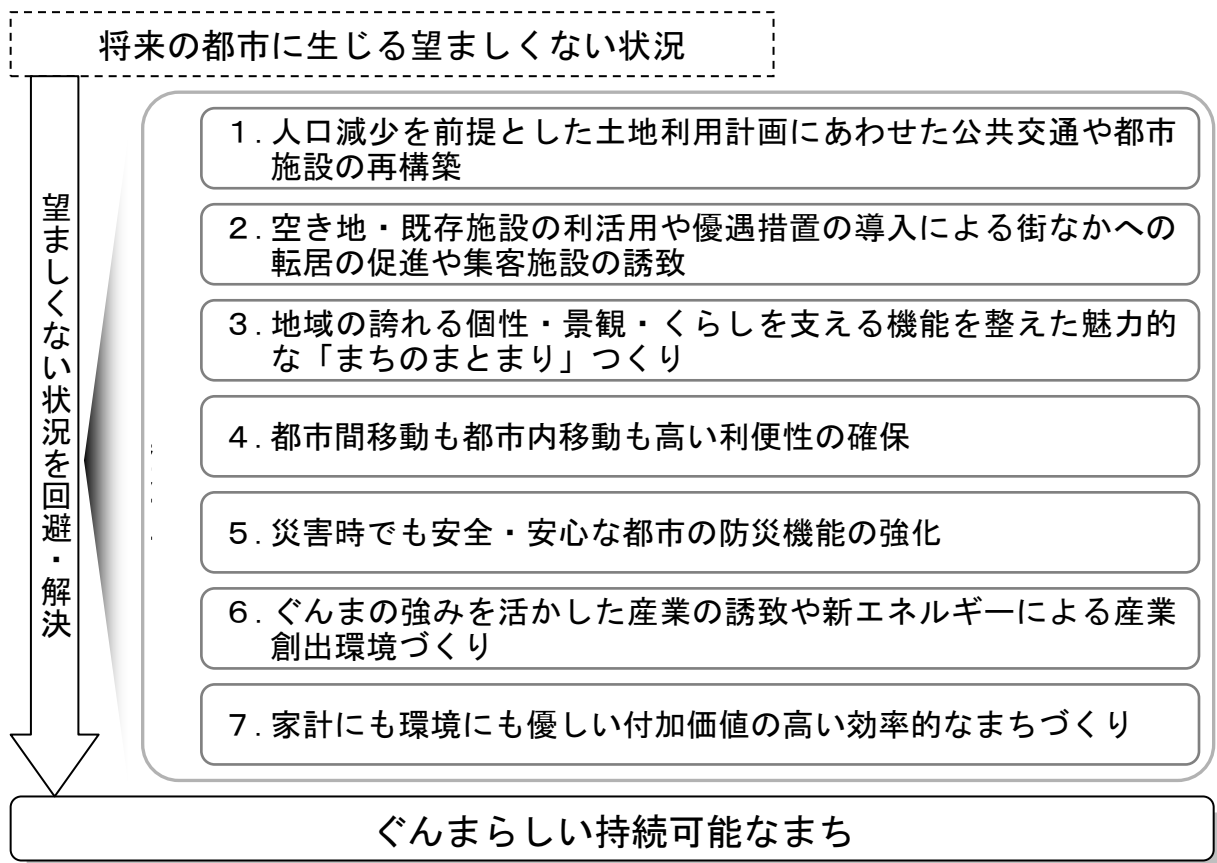 将来の都市に生じる望ましくない状況
望ましくない状況を回避・解決
１．人口減少を前提とした土地利用計画にあわせた公共交通や都市
施設の再構築
２．空き地・既存施設の利活用や優遇措置の導入による街なかへの
転居の促進や集客施設の誘致
３．地域の誇れる個性・景観・くらしを支える機能を整えた魅力的
な「まちのまとまり」つくり
４．都市間移動も都市内移動も高い利便性の確保
５．災害時でも安全・安心な都市の防災機能の強化
６．ぐんまの強みを活かした産業の誘致や新エネルギーによる産業
創出環境づくり
７．家計にも環境にも優しい付加価値の高い効率的なまちづくり
ぐんまらしい持続可能なまち